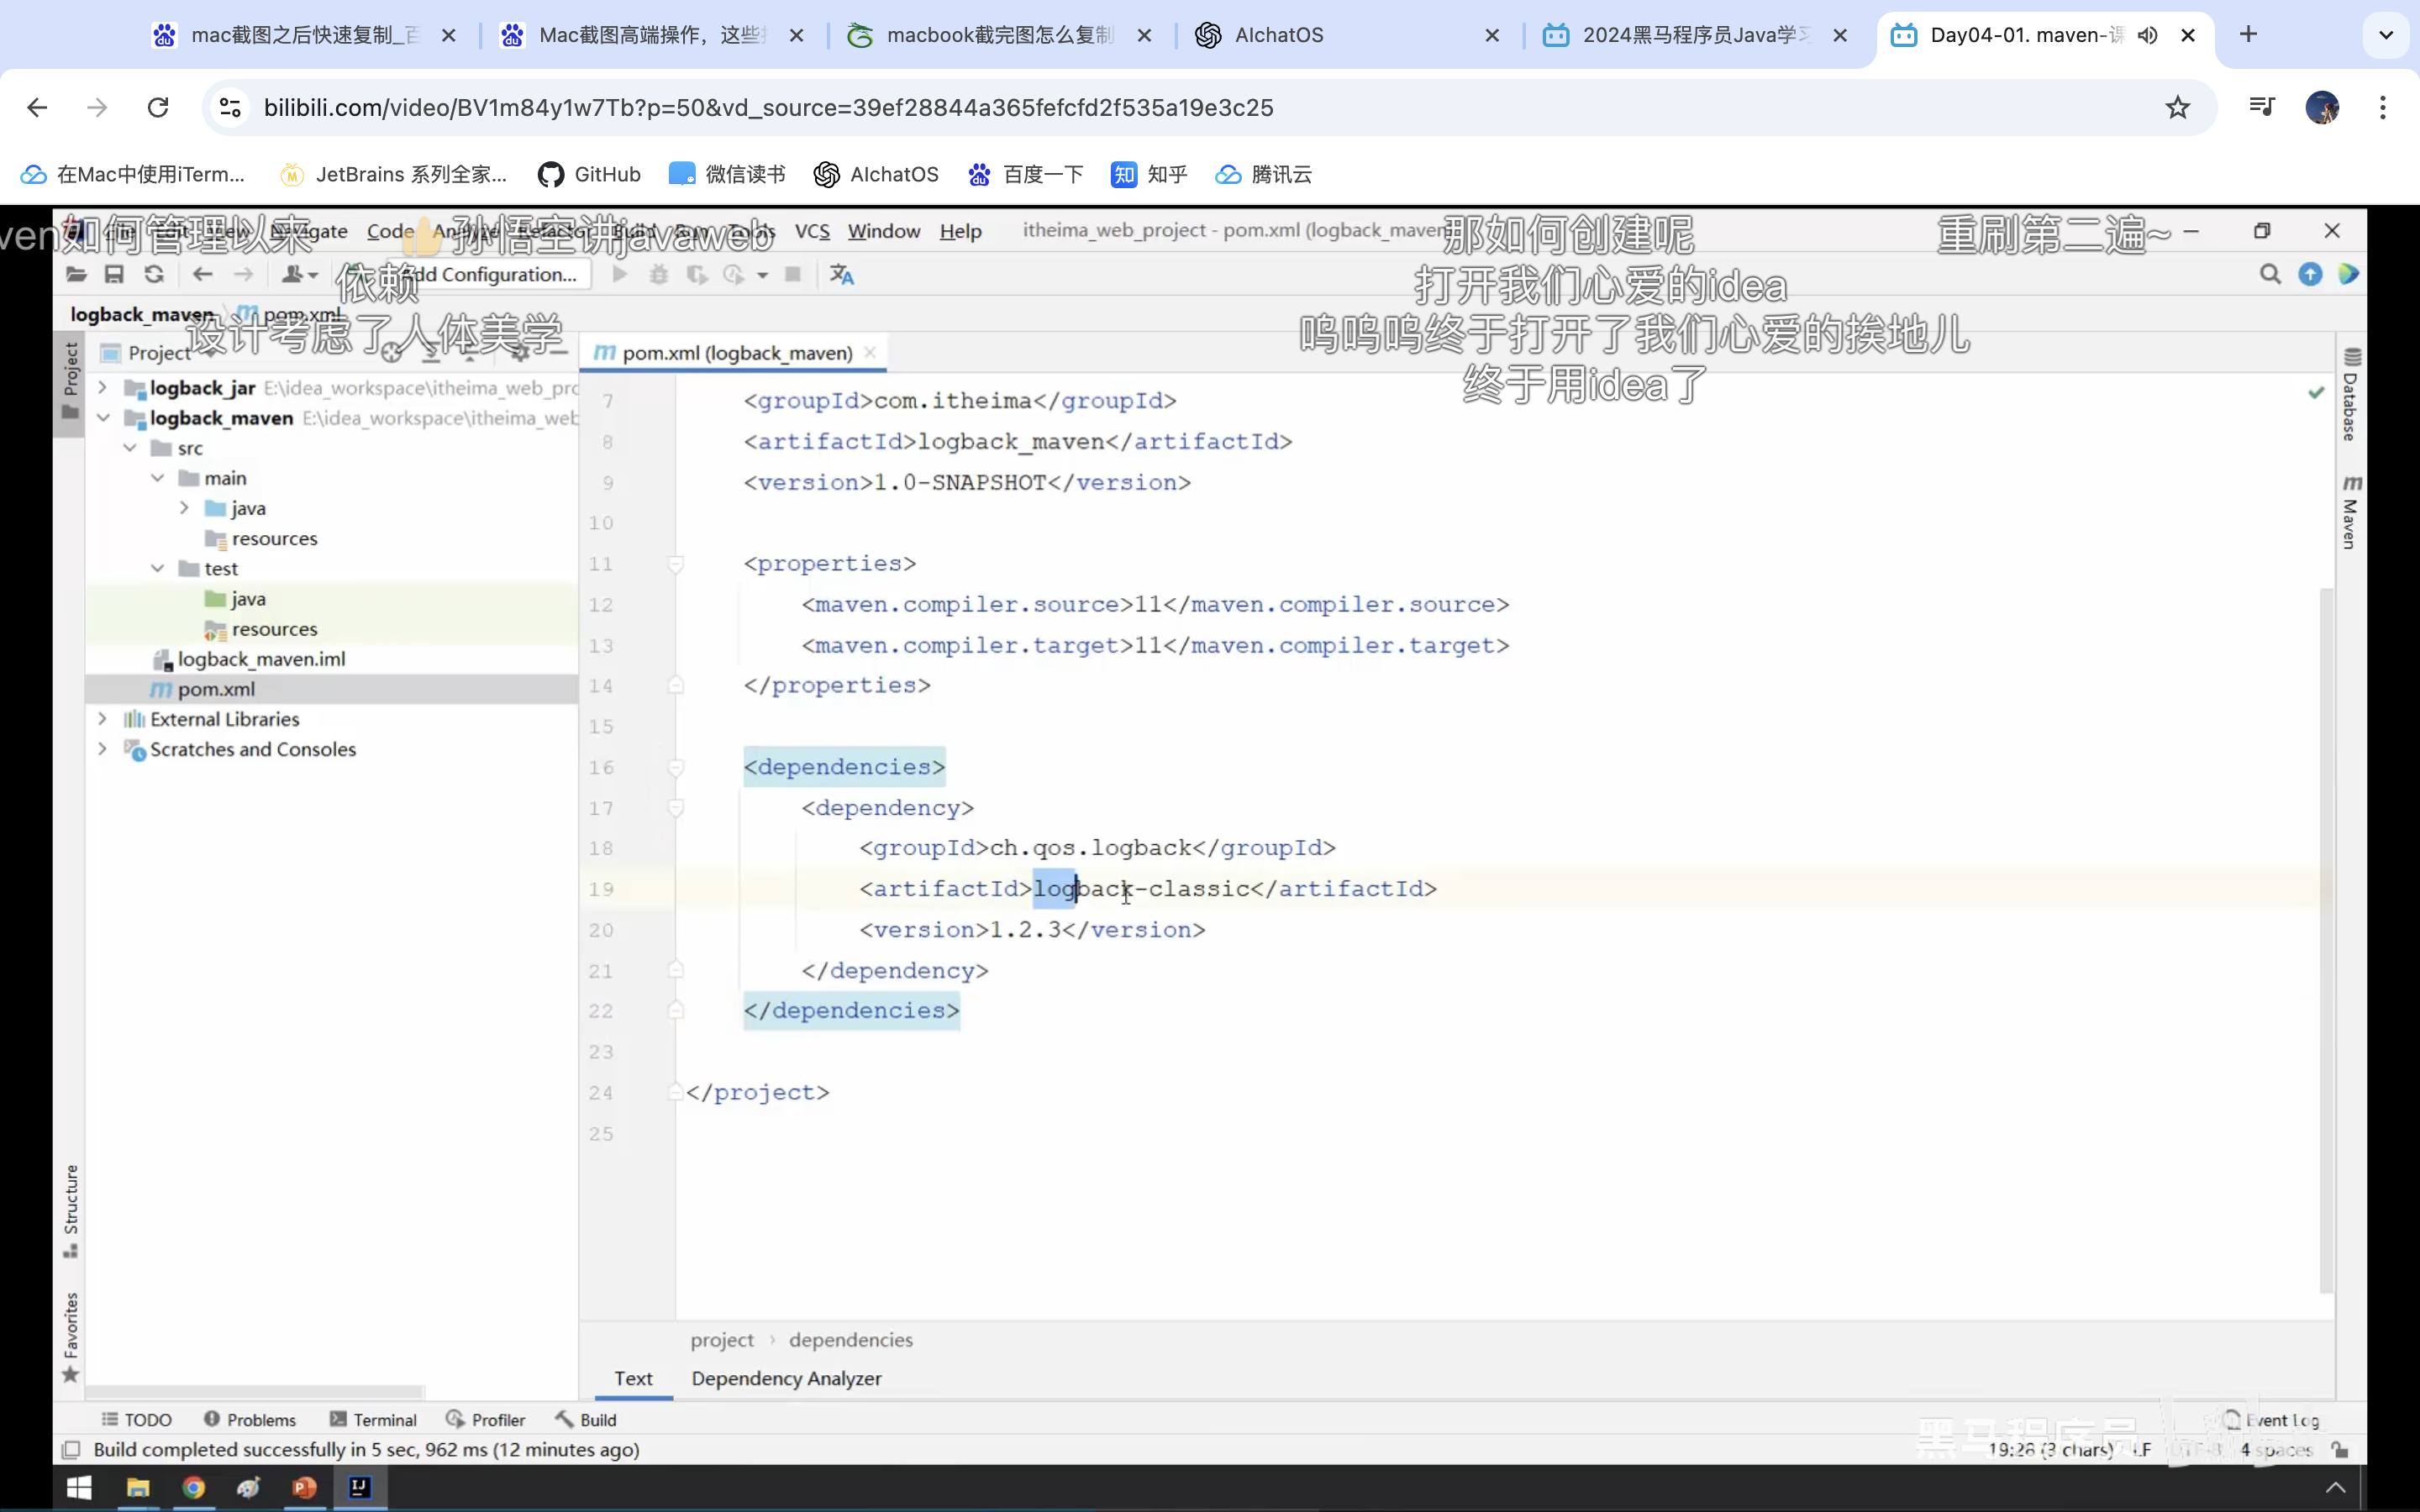 mac截图之后快速复制_百
Mac截图高端操作，这些
macbook截完图怎么复制
AIchatOS
2024黑马程序员Java学习
Day04-01. maven-课
bilibili.com/video/BV1m84y1w7Tb?p=50&vd_source=39ef28844a365fefcfd2f535a19e3c25
在Mac中使用iTerm...
JetBrains 系列全家...
GitHub
微信读书
AIchatOS
百度一下
知乎
腾讯云
ven如何管理以来
孙悟空讲javaweb
那如何创建呢
重刷第二遍~
File Edit View Navigate Code Analyze Refactor Build Run Tools VCS Window Help
itheima_web_project - pom.xml (logback_maven)
依赖
Add Configuration...
打开我们心爱的idea
logback_maven
pom.xml
设计考虑了人体美学
呜呜呜终于打开了我们心爱的挨地儿
终于用idea了
Project
Project
pom.xml (logback_maven)
logback_jar E:\idea_workspace\itheima_web_pro
logback_maven E:\idea_workspace\itheima_web
src
main
java
resources
test
java
resources
logback_maven.iml
pom.xml
External Libraries
Scratches and Consoles
7 <groupId>com.itheima</groupId>
8 <artifactId>logback_maven</artifactId>
9 <version>1.0-SNAPSHOT</version>
10
11 <properties>
12 <maven.compiler.source>11</maven.compiler.source>
13 <maven.compiler.target>11</maven.compiler.target>
14 </properties>
15
16 <dependencies>
17 <dependency>
18 <groupId>ch.qos.logback</groupId>
19 <artifactId>logback-classic</artifactId>
20 <version>1.2.3</version>
21 </dependency>
22 </dependencies>
23
24 </project>
25
Database
Maven
Structure
Favorites
project › dependencies
Text
Dependency Analyzer
TODO
Problems
Terminal
Profiler
Build
Event Log
黑马程序员
Build completed successfully in 5 sec, 962 ms (12 minutes ago)
19:28 (3 chars) LF UTF-8 4 spaces